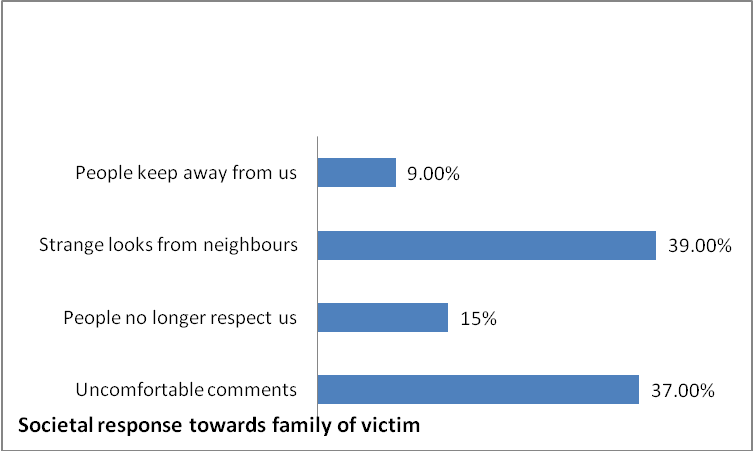 People keep away from us 9.00%
Strange looks from neighbours 39.00%
People no longer respect us 15%
Uncomfortable comments 37.00%
Societal response towards family of victim